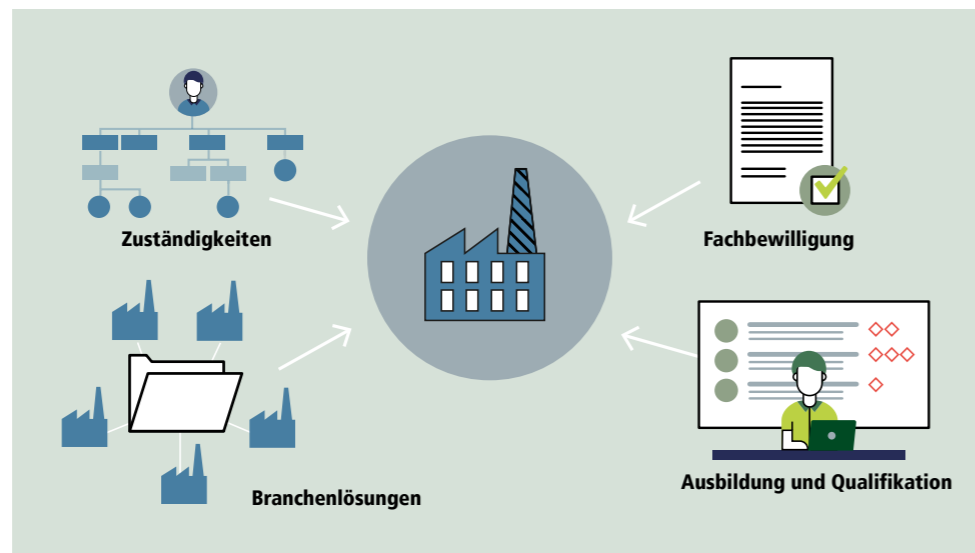 Zuständigkeiten
Fachbewilligung
Branchenlösungen
Ausbildung und Qualifikation